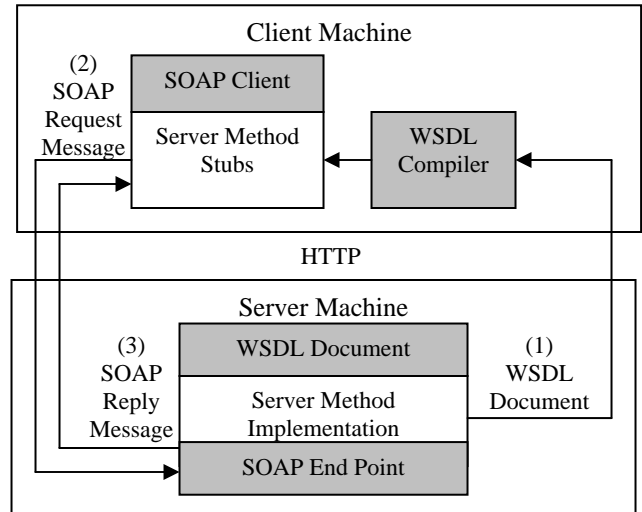 Client Machine
(2)
SOAP
Request
Message
SOAP Client
Server Method
Stubs
WSDL
Compiler
HTTP
Server Machine
(3)
SOAP
Reply
Message
WSDL Document
Server Method
Implementation
SOAP End Point
(1)
WSDL
Document